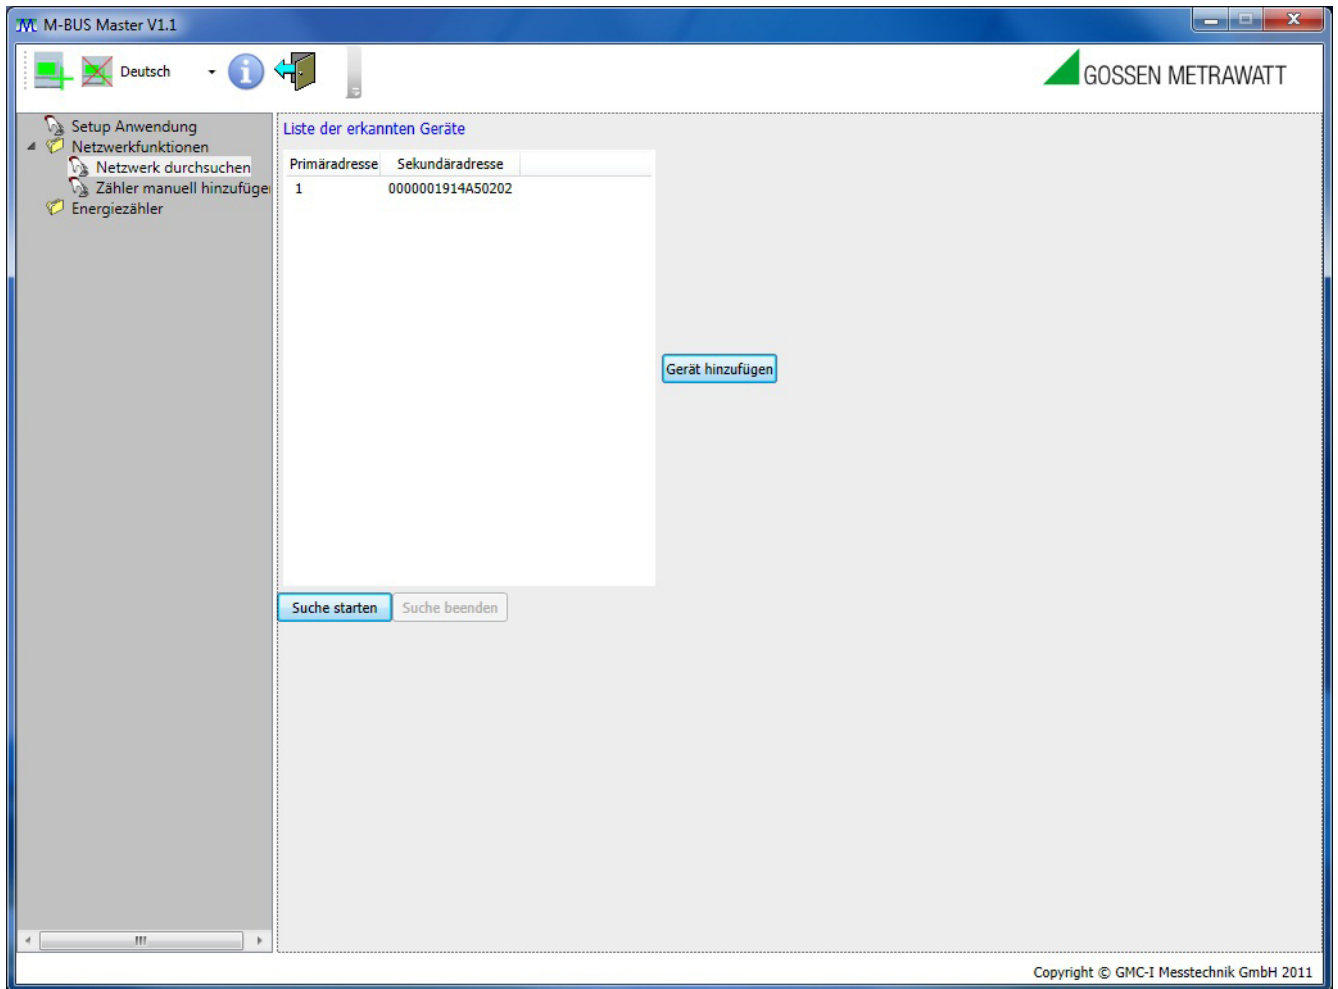 M-BUS Master V1.1
Deutsch
GOSSEN METRAWATT
Setup Anwendung
Netzwerkfunktionen
Netzwerk durchsuchen
Zähler manuell hinzufüge
Energiezähler
Liste der erkannten Geräte
Primäradresse Sekundäradresse
1 0000001914A50202
Gerät hinzufügen
Suche starten Suche beenden
Copyright © GMC-I Messtechnik GmbH 2011